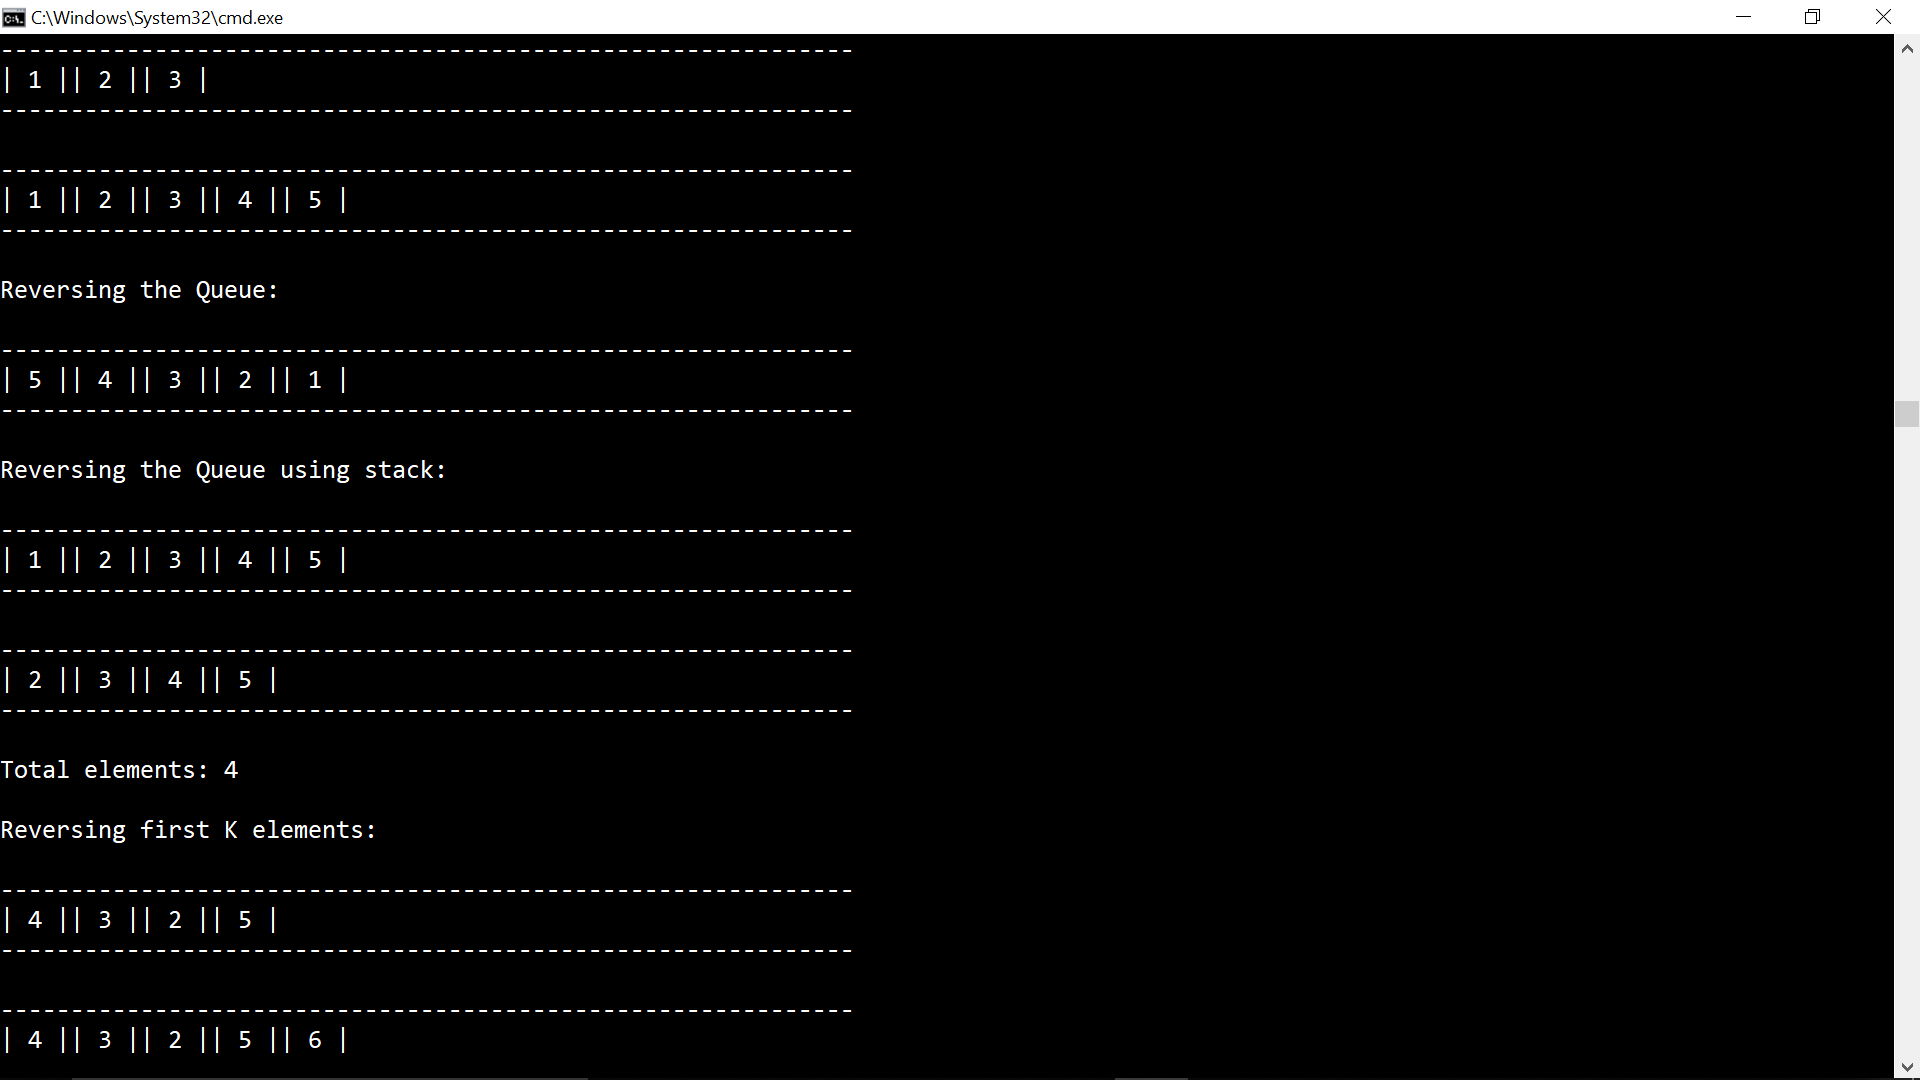 C:\Windows\System32\cmd.exe
-------------------------------------------------------------
| 1 || 2 || 3 |
-------------------------------------------------------------
-------------------------------------------------------------
| 1 || 2 || 3 || 4 || 5 |
-------------------------------------------------------------
Reversing the Queue:
-------------------------------------------------------------
| 5 || 4 || 3 || 2 || 1 |
-------------------------------------------------------------
Reversing the Queue using stack:
-------------------------------------------------------------
| 1 || 2 || 3 || 4 || 5 |
-------------------------------------------------------------
-------------------------------------------------------------
| 2 || 3 || 4 || 5 |
-------------------------------------------------------------
Total elements: 4
Reversing first K elements:
-------------------------------------------------------------
| 4 || 3 || 2 || 5 |
-------------------------------------------------------------
-------------------------------------------------------------
| 4 || 3 || 2 || 5 || 6 |